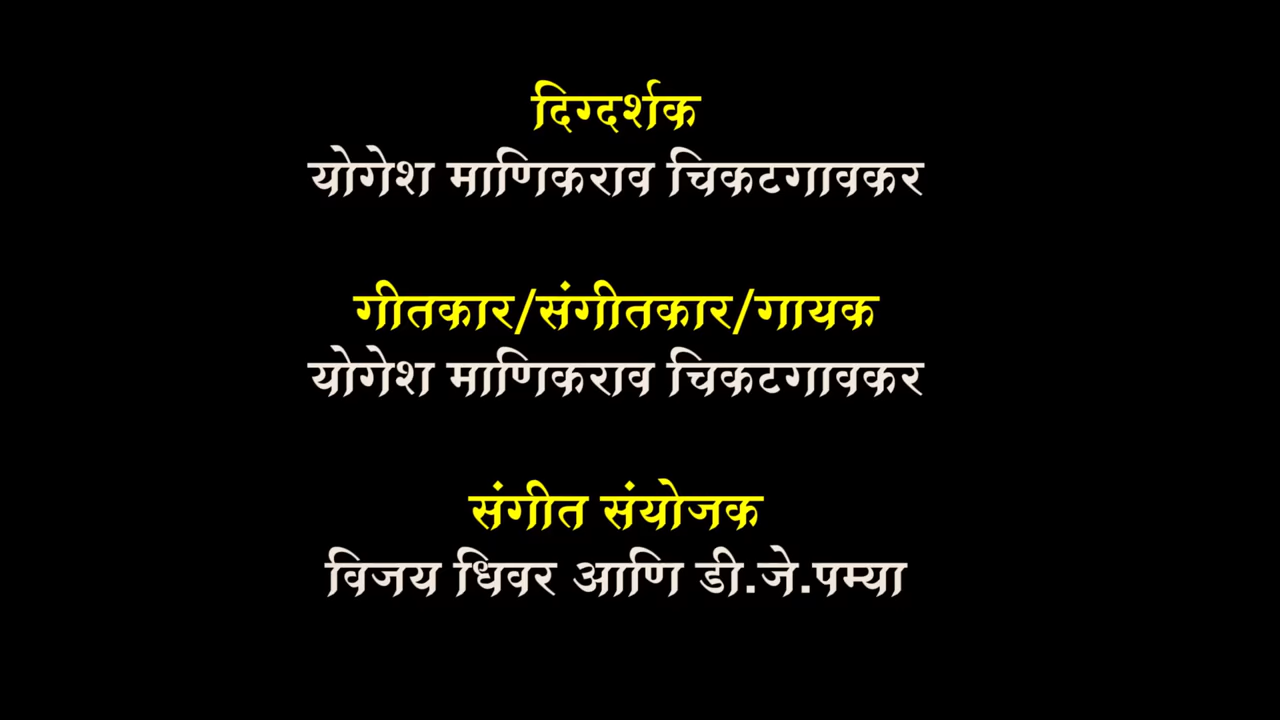 दिग्दर्शक
योगेश माणिकराव चिकटगावकर
गीतकार/संगीतकार/गायक
योगेश माणिकराव चिकटगावकर
संगीत संयोजक
विजय धिवर आणि डी.जे.पम्या